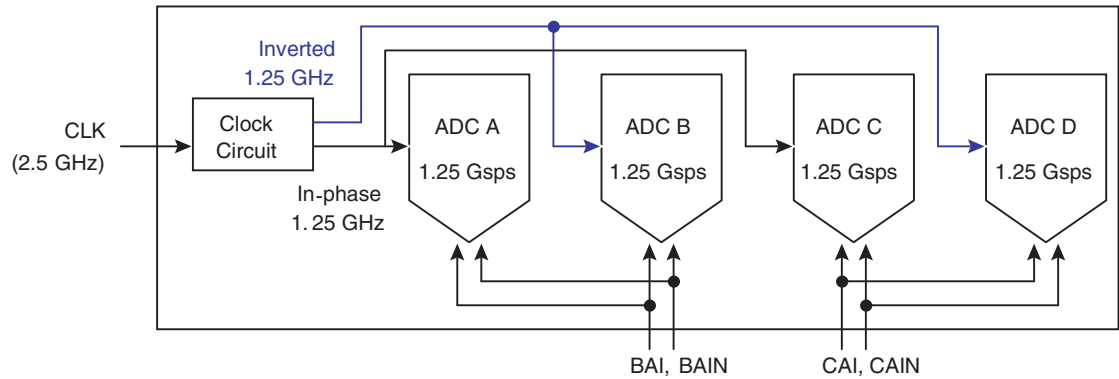 Inverted
1.25 GHz
CLK
(2.5 GHz)
Clock
Circuit
In-phase
1. 25 GHz
ADC A
1.25 Gsps
ADC B
1.25 Gsps
ADC C
1.25 Gsps
ADC D
1.25 Gsps
BAI, BAIN
CAI, CAIN